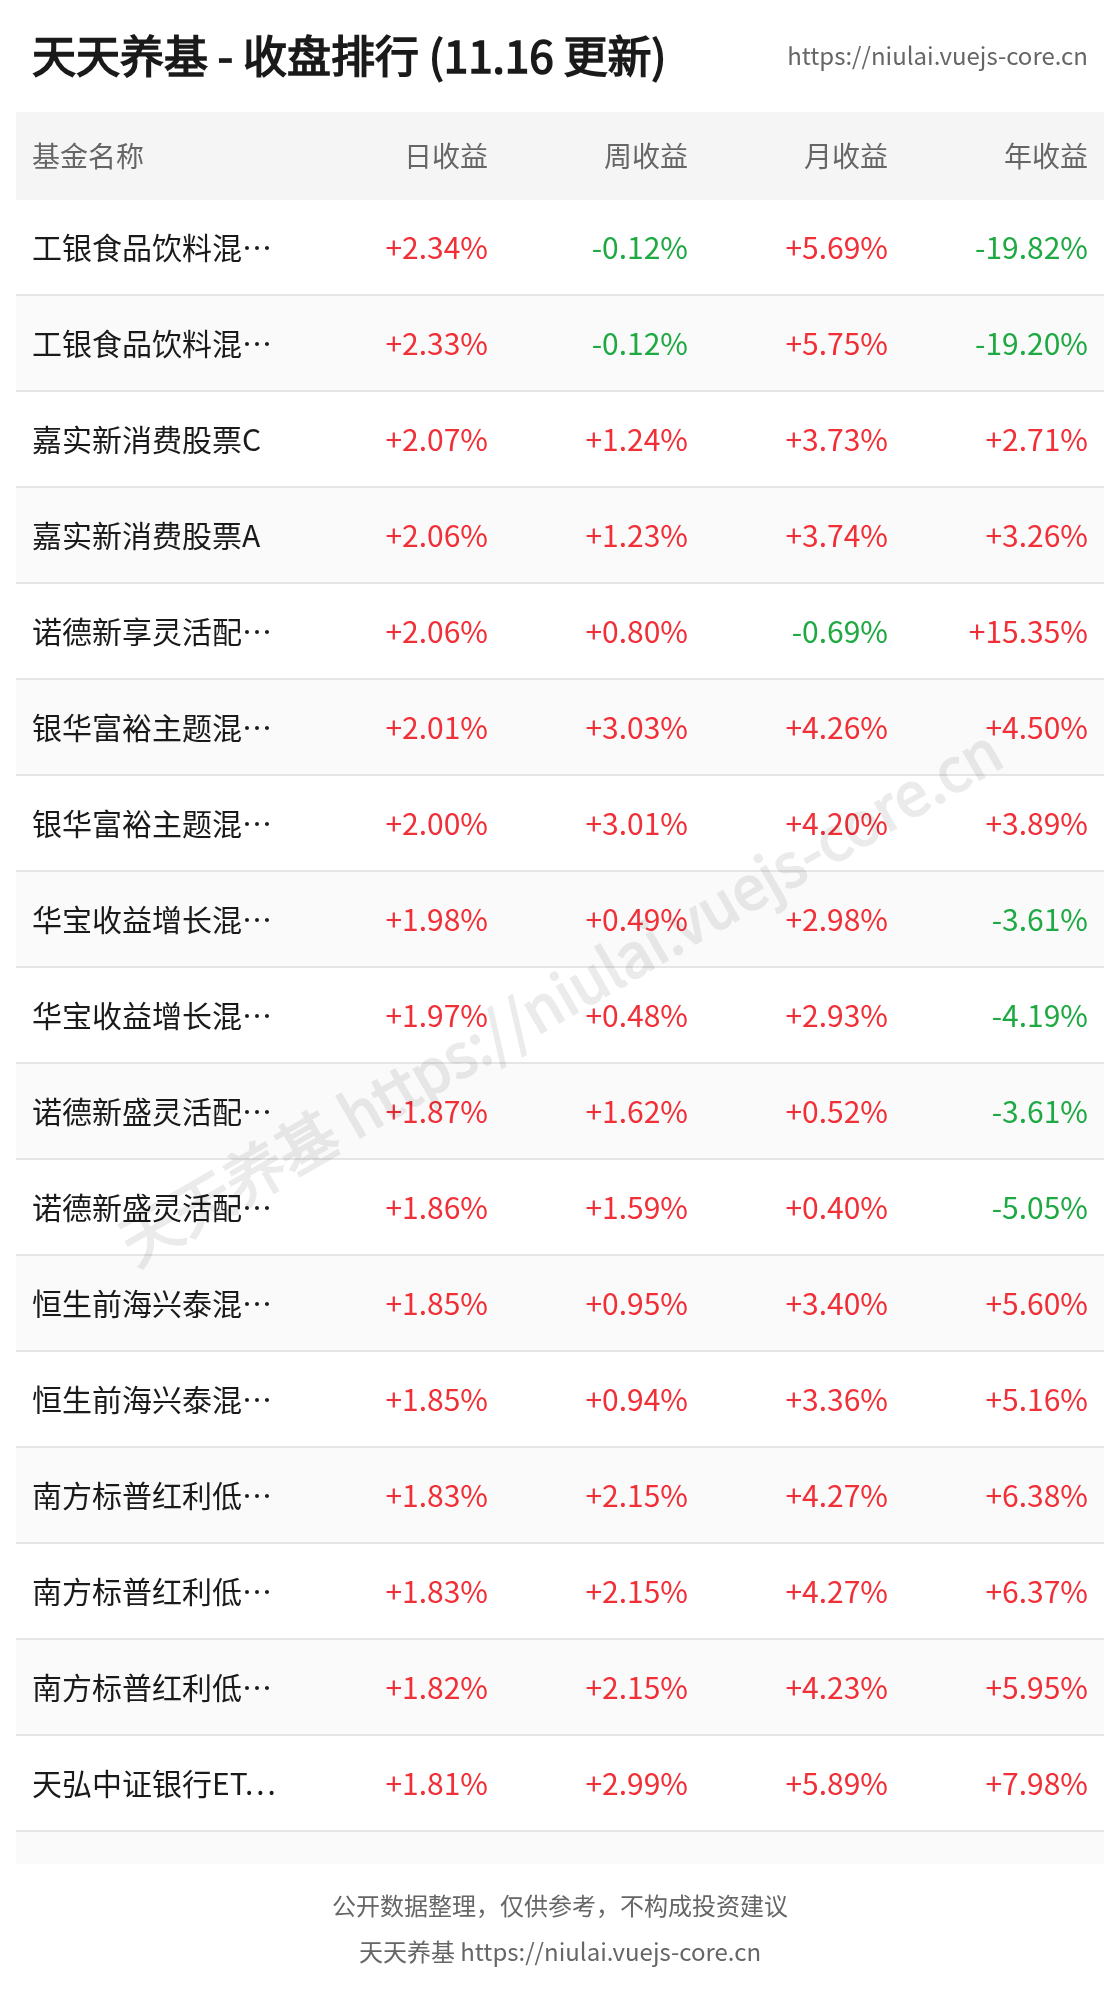 天天养基 - 收盘排行 (11.16 更新) https://niulai.vuejs-core.cn
基金名称 日收益 周收益 月收益 年收益
工银食品饮料混… +2.34% -0.12% +5.69% -19.82%
工银食品饮料混… +2.33% -0.12% +5.75% -19.20%
嘉实新消费股票C +2.07% +1.24% +3.73% +2.71%
嘉实新消费股票A +2.06% +1.23% +3.74% +3.26%
诺德新享灵活配… +2.06% +0.80% -0.69% +15.35%
银华富裕主题混… +2.01% +3.03% +4.26% +4.50%
银华富裕主题混… +2.00% +3.01% +4.20% +3.89%
华宝收益增长混… +1.98% +0.49% +2.98% -3.61%
华宝收益增长混… +1.97% +0.48% +2.93% -4.19%
诺德新盛灵活配… +1.87% +1.62% +0.52% -3.61%
诺德新盛灵活配… +1.86% +1.59% +0.40% -5.05%
恒生前海兴泰混… +1.85% +0.95% +3.40% +5.60%
恒生前海兴泰混… +1.85% +0.94% +3.36% +5.16%
南方标普红利低… +1.83% +2.15% +4.27% +6.38%
南方标普红利低… +1.83% +2.15% +4.27% +6.37%
南方标普红利低… +1.82% +2.15% +4.23% +5.95%
天弘中证银行ET… +1.81% +2.99% +5.89% +7.98%
天天养基 https://niulai.vuejs-core.cn
公开数据整理，仅供参考，不构成投资建议
天天养基 https://niulai.vuejs-core.cn